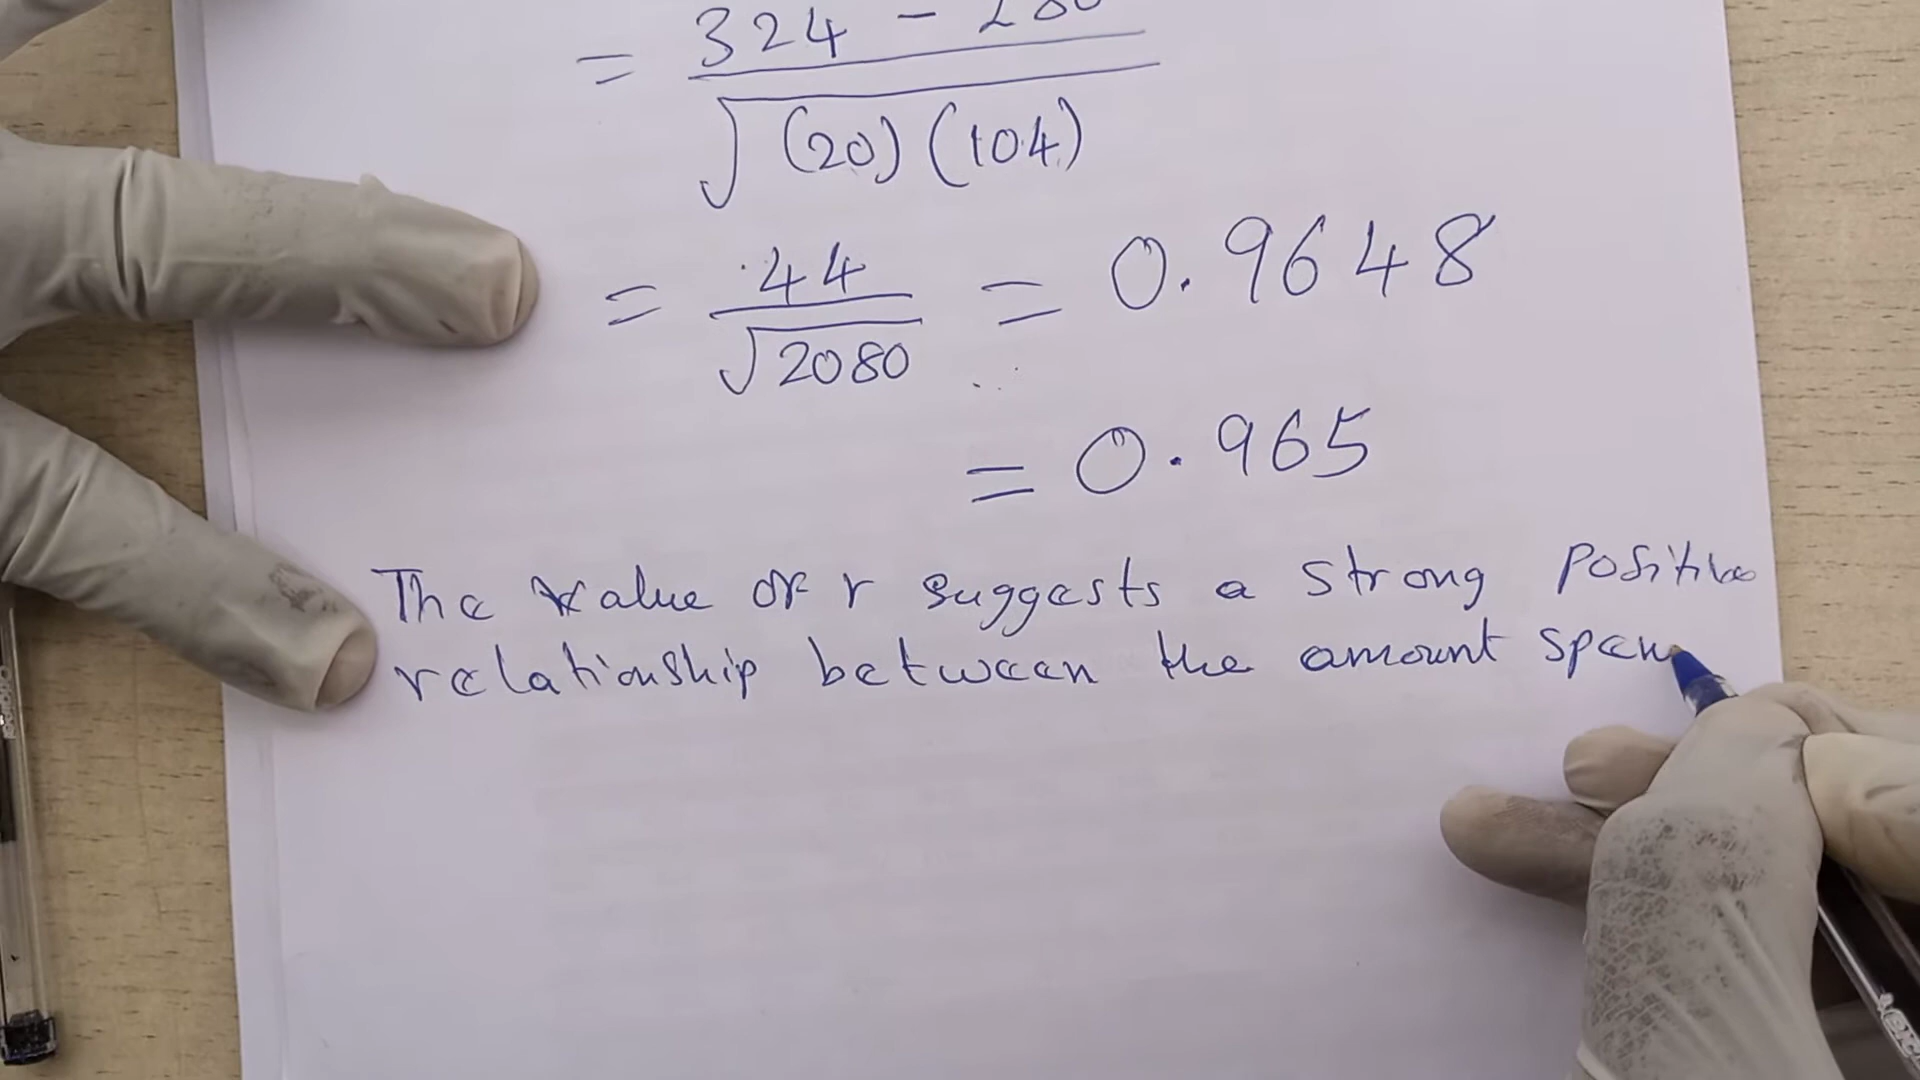 = 324 - 280
√(20)(104)
= 44 / √2080 = 0.9648
= 0.965
The value of r suggests a strong positive
relationship between the amount spen